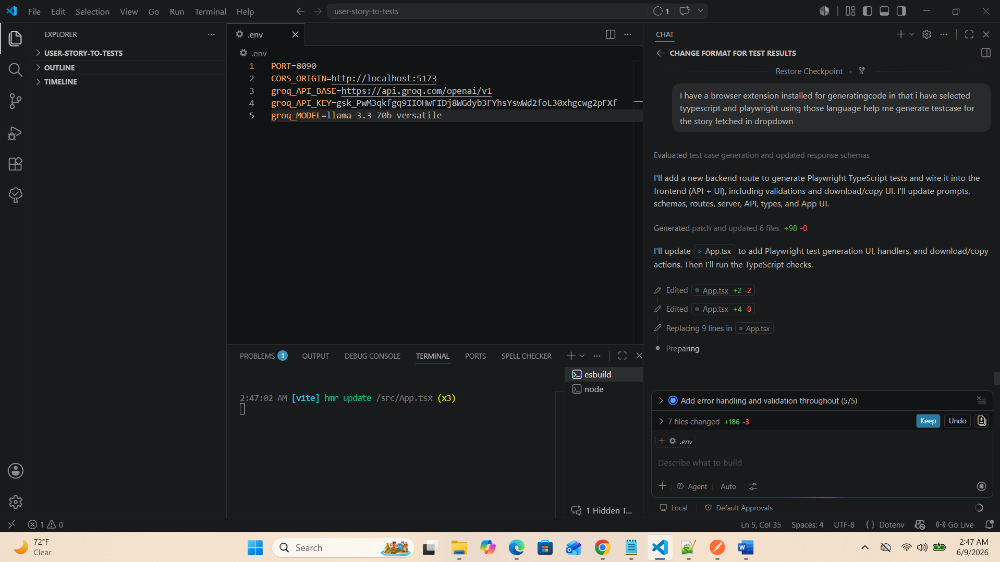 File Edit Selection View Go Run Terminal Help
user-story-to-tests
1
EXPLORER
USER-STORY-TO-TESTS
OUTLINE
TIMELINE
.env
.env
1 PORT=8090
2 CORS_ORIGIN=http://localhost:5173
3 groq_API_BASE=https://api.groq.com/openai/v1
4 groq_API_KEY=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
5 groq_MODEL=llama-3.3-70b-versatile
PROBLEMS 1 OUTPUT DEBUG CONSOLE TERMINAL PORTS SPELL CHECKER
2:47:02 AM [vite] hmr update /src/App.tsx (x3)
esbuild
node
1 Hidden T...
CHAT
CHANGE FORMAT FOR TEST RESULTS
Restore Checkpoint ·
I have a browser extension installed for generatingcode in that i have selected
tyypescript and playwright using those language help me generate testcase for
the story fetched in dropdown
Evaluated test case generation and updated response schemas
I'll add a new backend route to generate Playwright TypeScript tests and wire it into the
frontend (API + UI), including validations and download/copy UI. I'll update prompts,
schemas, routes, server, API, types, and App UI.
Generated patch and updated 6 files +98 -0
I'll update App.tsx to add Playwright test generation UI, handlers, and download/copy
actions. Then I'll run the TypeScript checks.
Edited App.tsx +2 -2
Edited App.tsx +4 -0
Replacing 9 lines in App.tsx
Preparing
Add error handling and validation throughout (5/5)
7 files changed +186 -3 Keep Undo
.env
Describe what to build
Agent Auto
Local Default Approvals
1 0
Ln 5, Col 35 Spaces: 4 UTF-8 { } Dotenv Go Live
72°F
Clear
Search
2:47 AM
6/9/2026